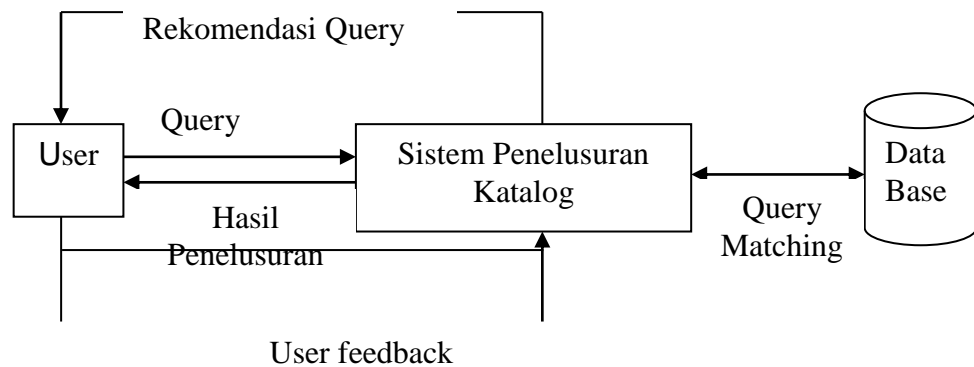 Rekomendasi Query
Query
User
Sistem Penelusuran
Katalog
Data
Base
Hasil
Penelusuran
Query
Matching
User feedback